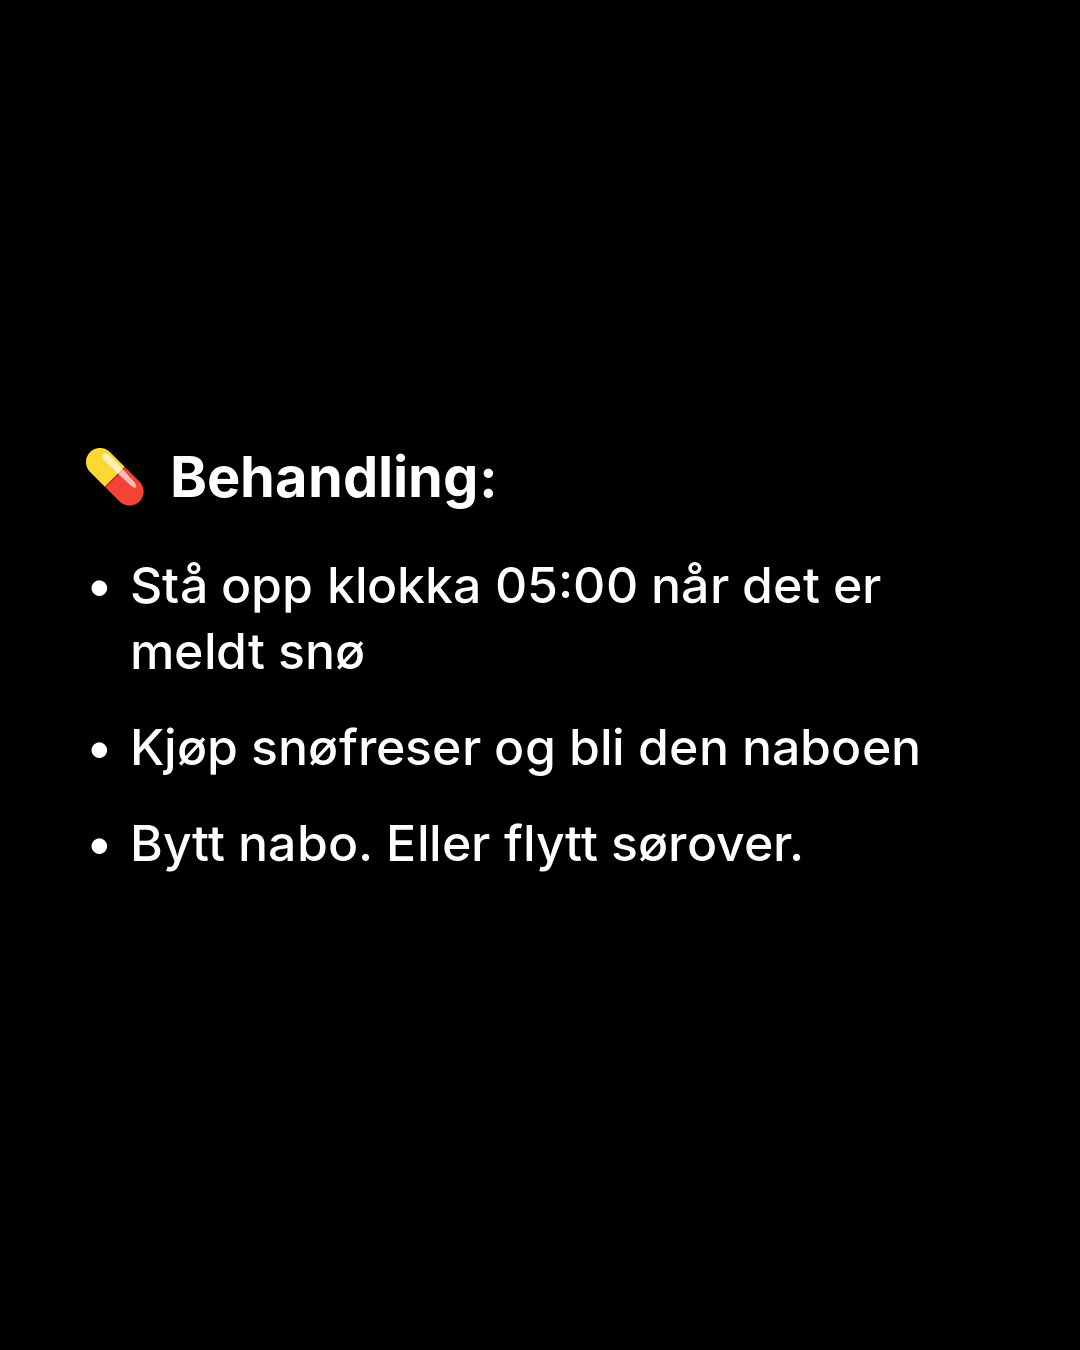 💊 Behandling:
• Stå opp klokka 05:00 når det er
meldt snø
• Kjøp snøfreser og bli den naboen
• Bytt nabo. Eller flytt sørover.